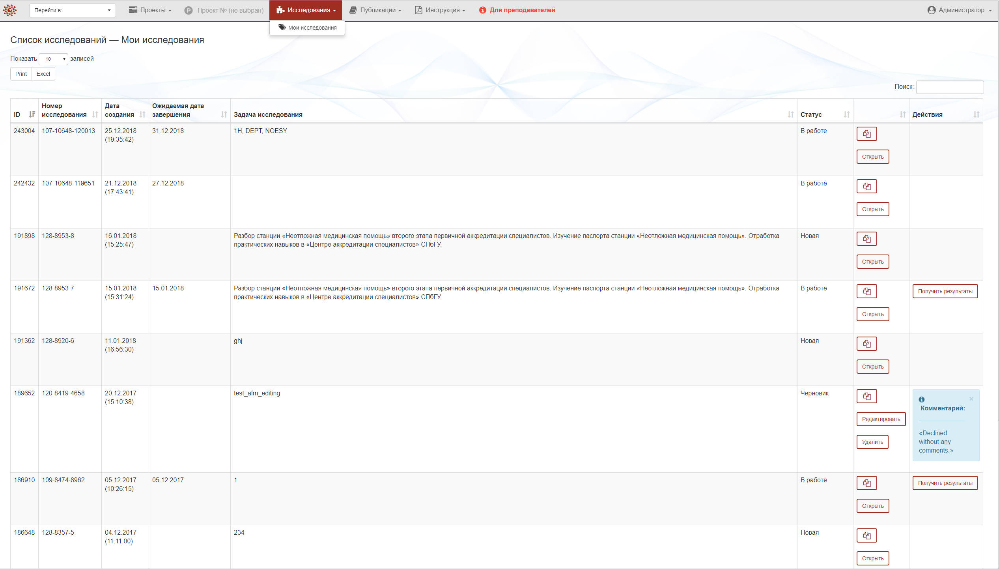 Перейти в:
Проекты
Проект № (не выбран)
Исследования
Публикации
Инструкция
Для преподавателей
Администратор
Мои исследования
Список исследований — Мои исследования
Показать 10 записей
Print Excel
Поиск:
ID
Номер исследования
Дата создания
Ожидаемая дата завершения
Задача исследования
Статус
Действия
243004
107-10648-120013
25.12.2018
(19:35:42)
31.12.2018
1H, DEPT, NOESY
В работе
Открыть
242432
107-10648-119651
21.12.2018
(17:43:41)
27.12.2018
В работе
Открыть
191898
128-8953-8
16.01.2018
(15:25:47)
Разбор станции «Неотложная медицинская помощь» второго этапа первичной аккредитации специалистов. Изучение паспорта станции «Неотложная медицинская помощь». Отработка
практических навыков в «Центре аккредитации специалистов» СПбГУ.
Новая
Открыть
191672
128-8953-7
15.01.2018
(15:31:24)
15.01.2018
Разбор станции «Неотложная медицинская помощь» второго этапа первичной аккредитации специалистов. Изучение паспорта станции «Неотложная медицинская помощь». Отработка
практических навыков в «Центре аккредитации специалистов» СПбГУ.
В работе
Открыть
Получить результаты
191362
128-8920-6
11.01.2018
(16:56:30)
ghj
Новая
Открыть
189652
120-8419-4658
20.12.2017
(15:10:38)
test_afm_editing
Черновик
Редактировать
Удалить
×
Комментарий:
«Declined
without any
comments.»
186910
109-8474-8962
05.12.2017
(10:26:15)
05.12.2017
1
В работе
Открыть
Получить результаты
186648
128-8357-5
04.12.2017
(11:11:00)
234
Новая
Открыть